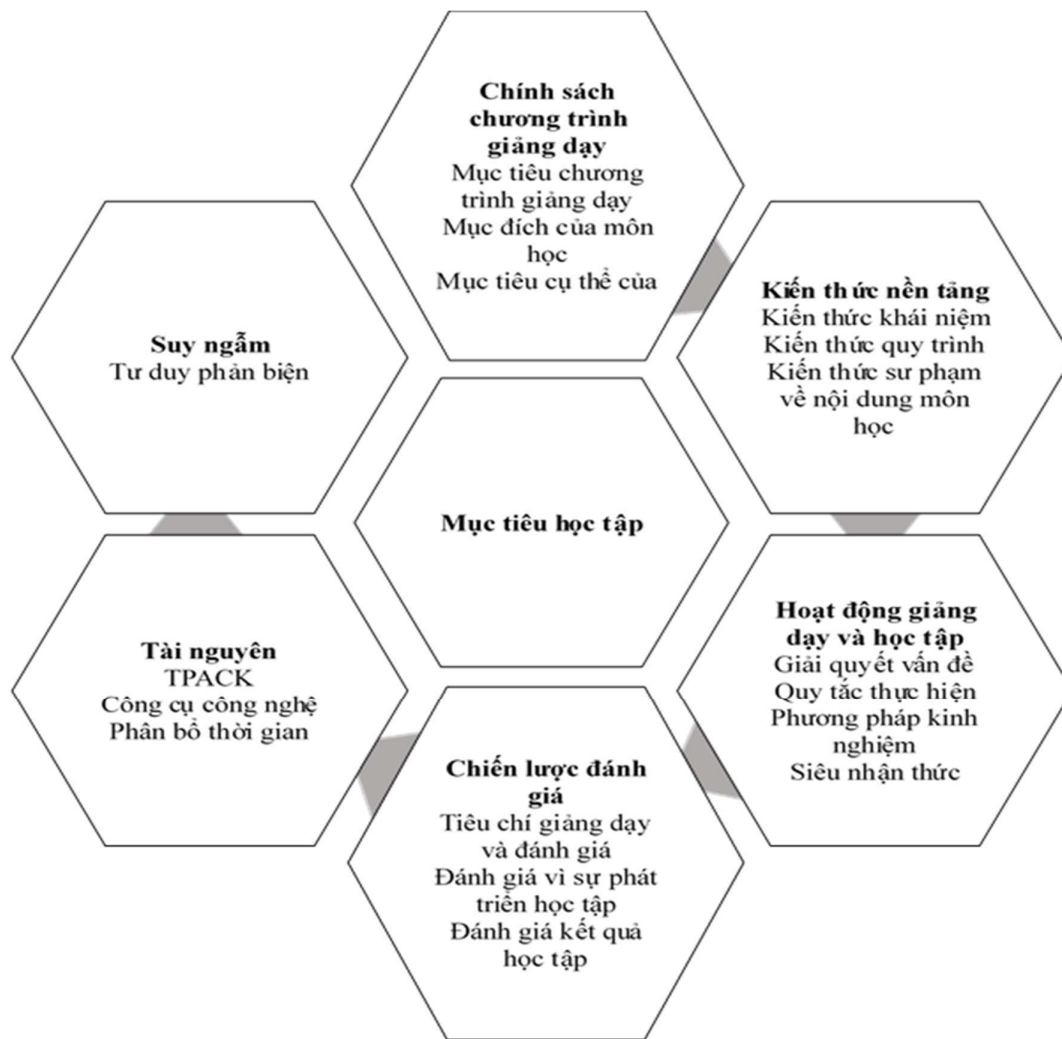 Chính sách
chương trình
giảng dạy
Mục tiêu chương
trình giảng dạy
Mục đích của môn
học
Mục tiêu cụ thể của
Kiến thức nền tảng
Kiến thức khái niệm
Kiến thức quy trình
Kiến thức sư phạm
về nội dung môn
học
Hoạt động giảng
dạy và học tập
Giải quyết vấn đề
Quy tắc thực hiện
Phương pháp kinh
nghiệm
Siêu nhận thức
Chiến lược đánh
giá
Tiêu chí giảng dạy
và đánh giá
Đánh giá vì sự phát
triển học tập
Đánh giá kết quả
học tập
Tài nguyên
TPACK
Công cụ công nghệ
Phân bổ thời gian
Suy ngẫm
Tư duy phản biện
Mục tiêu học tập